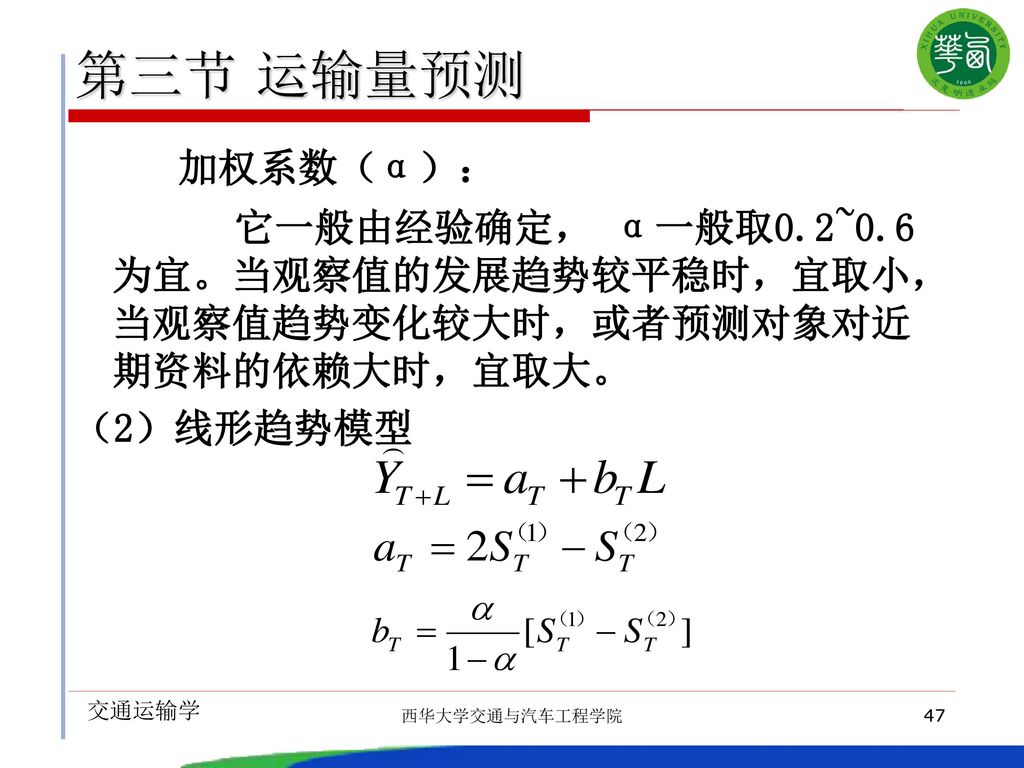 第三节 运输量预测
XIHUA UNIVERSITY
1960
加权系数（α）：
它一般由经验确定， α一般取0.2~0.6
为宜。当观察值的发展趋势较平稳时，宜取小，
当观察值趋势变化较大时，或者预测对象对近
期资料的依赖大时，宜取大。
（2）线形趋势模型
$\hat{Y}_{T+L} = a_T + b_T L$
$a_T = 2S_T^{（1）} - S_T^{（2）}$
$b_T = \frac{\alpha}{1-\alpha}[S_T^{（1）} - S_T^{（2）}]$
交通运输学
西华大学交通与汽车工程学院
47